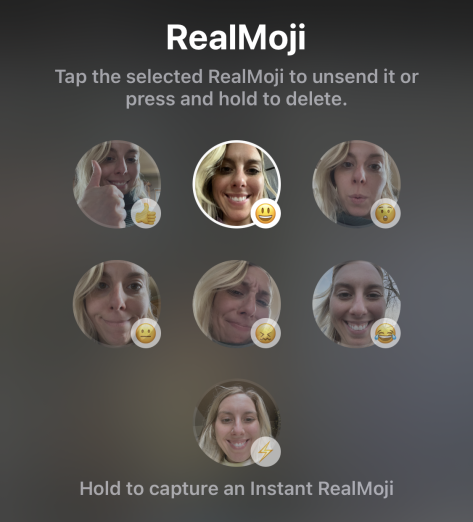 RealMoji
Tap the selected RealMoji to unsend it or
press and hold to delete.
Hold to capture an Instant RealMoji